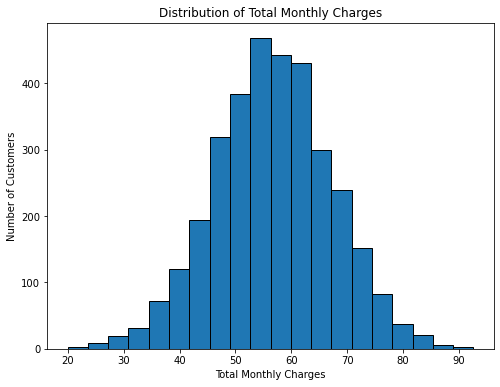 Distribution of Total Monthly Charges
Number of Customers
400
300
200
100
0
20 30 40 50 60 70 80 90
Total Monthly Charges